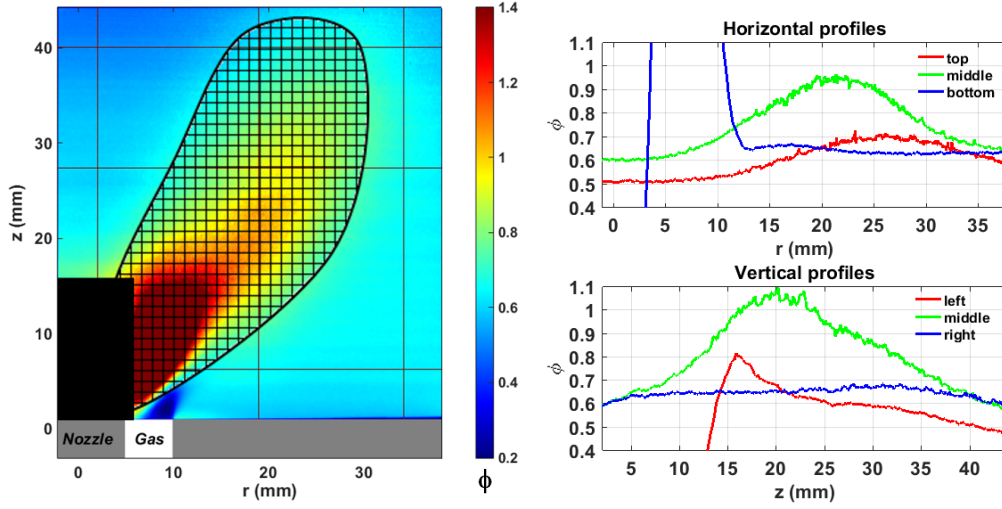 40
30
20
10
0
z (mm)
Nozzle
Gas
0
10
20
30
r (mm)
1.4
1.2
1
0.8
0.6
0.4
0.2
ϕ
Horizontal profiles
1.1
1
0.9
0.8
0.7
0.6
0.5
0.4
ϕ
top
middle
bottom
0
5
10
15
20
25
30
35
r (mm)
Vertical profiles
1.1
1
0.9
0.8
0.7
0.6
0.5
0.4
ϕ
left
middle
right
5
10
15
20
25
30
35
40
z (mm)